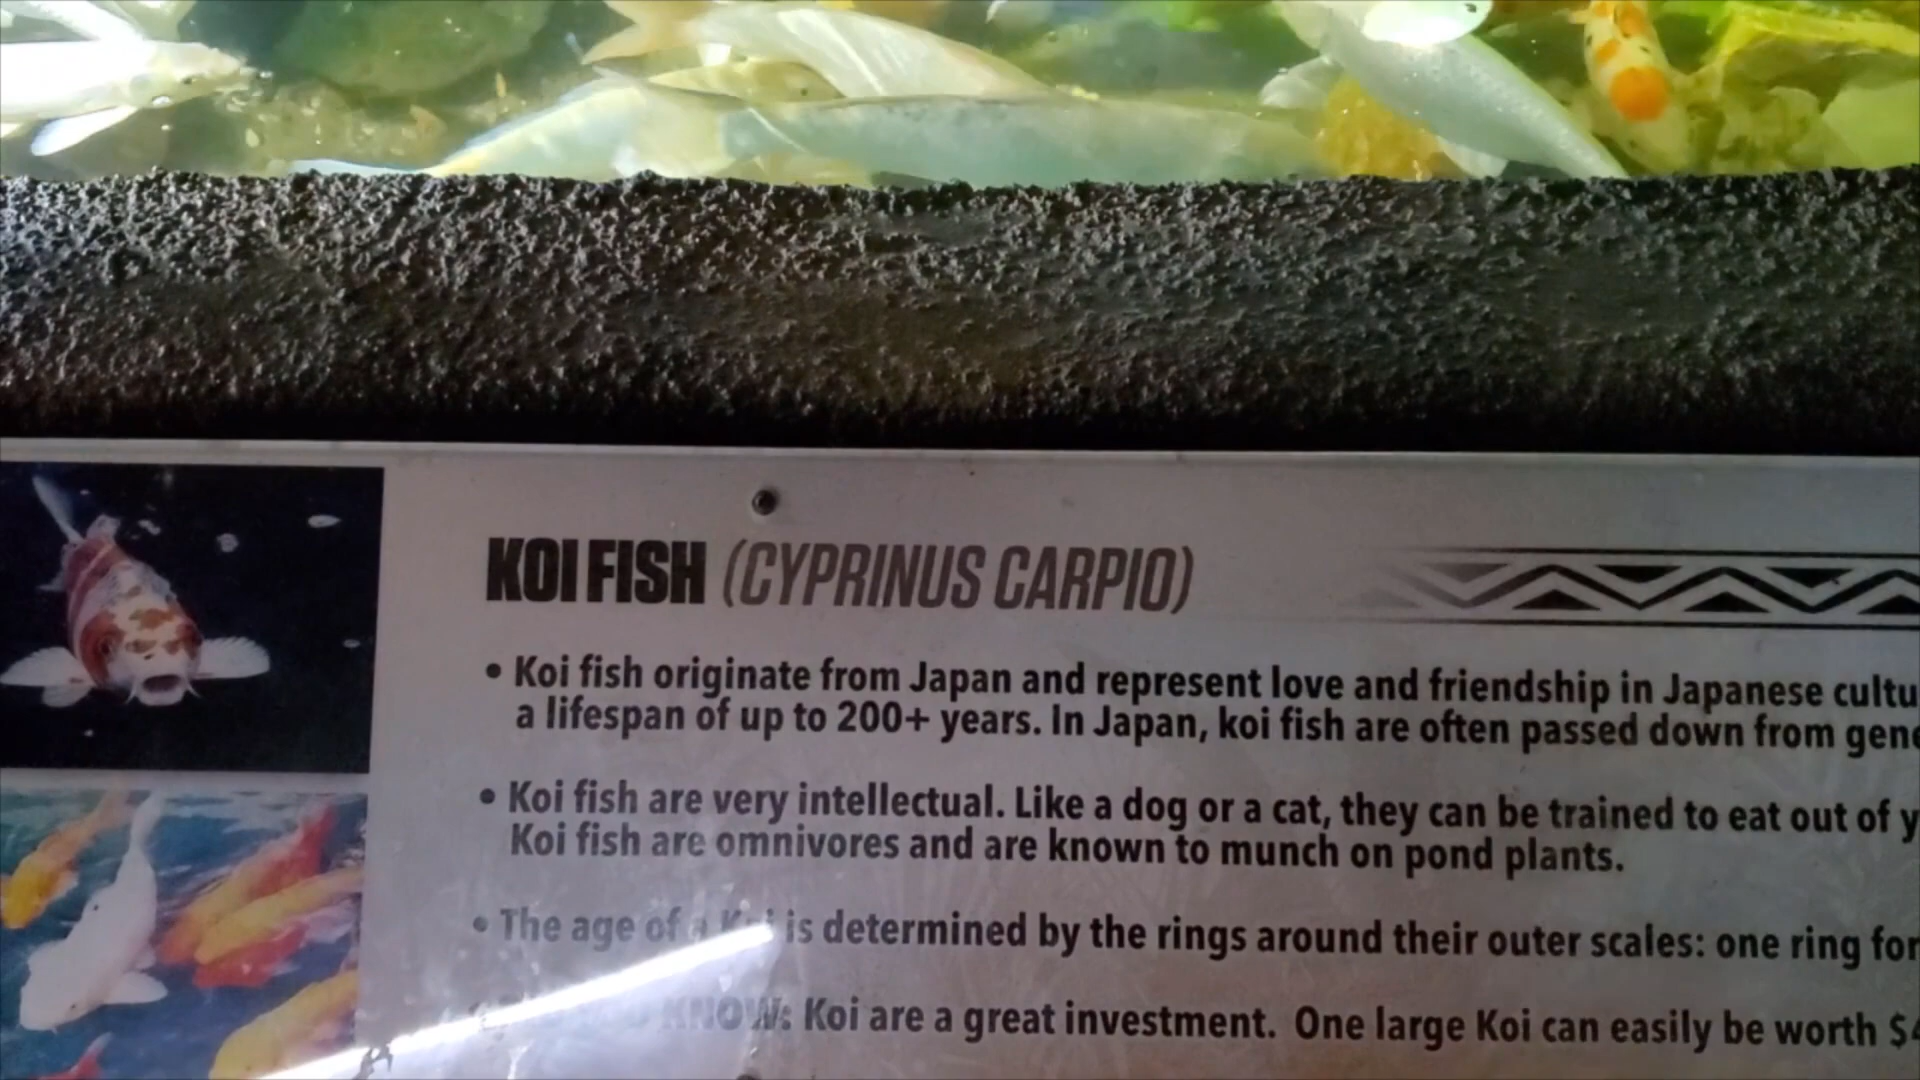 KOI FISH (CYPRINUS CARPIO)
• Koi fish originate from Japan and represent love and friendship in Japanese cultu
a lifespan of up to 200+ years. In Japan, koi fish are often passed down from gene
• Koi fish are very intellectual. Like a dog or a cat, they can be trained to eat out of y
Koi fish are omnivores and are known to munch on pond plants.
• The age of a Koi is determined by the rings around their outer scales: one ring for
KNOW: Koi are a great investment. One large Koi can easily be worth $4